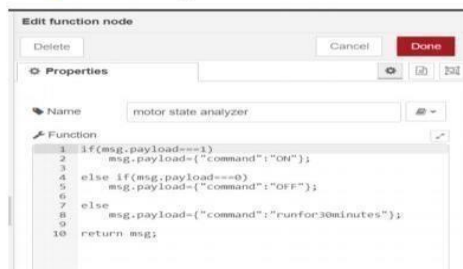 Edit function node
Delete
Cancel
Done
Properties
Name
motor state analyzer
Function
1 if(msg.payload===1)
2 msg.payload={"command":"ON"};
3
4 else if(msg.payload===0)
5 msg.payload={"command":"OFF"};
6
7 else
8 msg.payload={"command":"runfor30minutes"};
9
10 return msg;